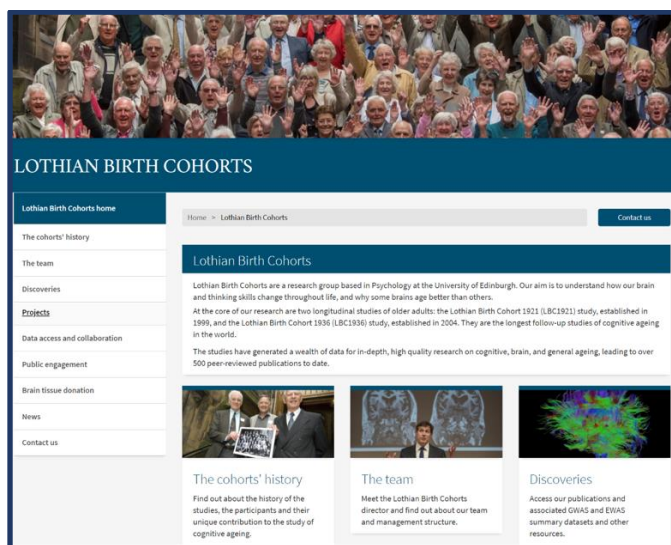 LOTHIAN BIRTH COHORTS
Lothian Birth Cohorts home
The cohorts' history
The team
Discoveries
Projects
Data access and collaboration
Public engagement
Brain tissue donation
News
Contact us
Home » Lothian Birth Cohorts
Contact us
Lothian Birth Cohorts
Lothian Birth Cohorts are a research group based in Psychology at the University of Edinburgh. Our aim is to understand how our brain
and thinking skills change throughout life, and why some brains age better than others.
At the core of our research are two longitudinal studies of older adults: the Lothian Birth Cohort 1921 (LBC1921) study, established in
1999, and the Lothian Birth Cohort 1936 (LBC1936) study, established in 2004. They are the longest follow-up studies of cognitive ageing
in the world.
The studies have generated a wealth of data for in-depth, high quality research on cognitive, brain, and general ageing, leading to over
500 peer-reviewed publications to date.
The cohorts' history
Find out about the history of the
studies, the participants and their
unique contribution to the study of
cognitive ageing.
The team
Meet the Lothian Birth Cohorts
director and find out about our team
and management structure.
Discoveries
Access our publications and
associated GWAS and EWAS
summary datasets and other
resources.